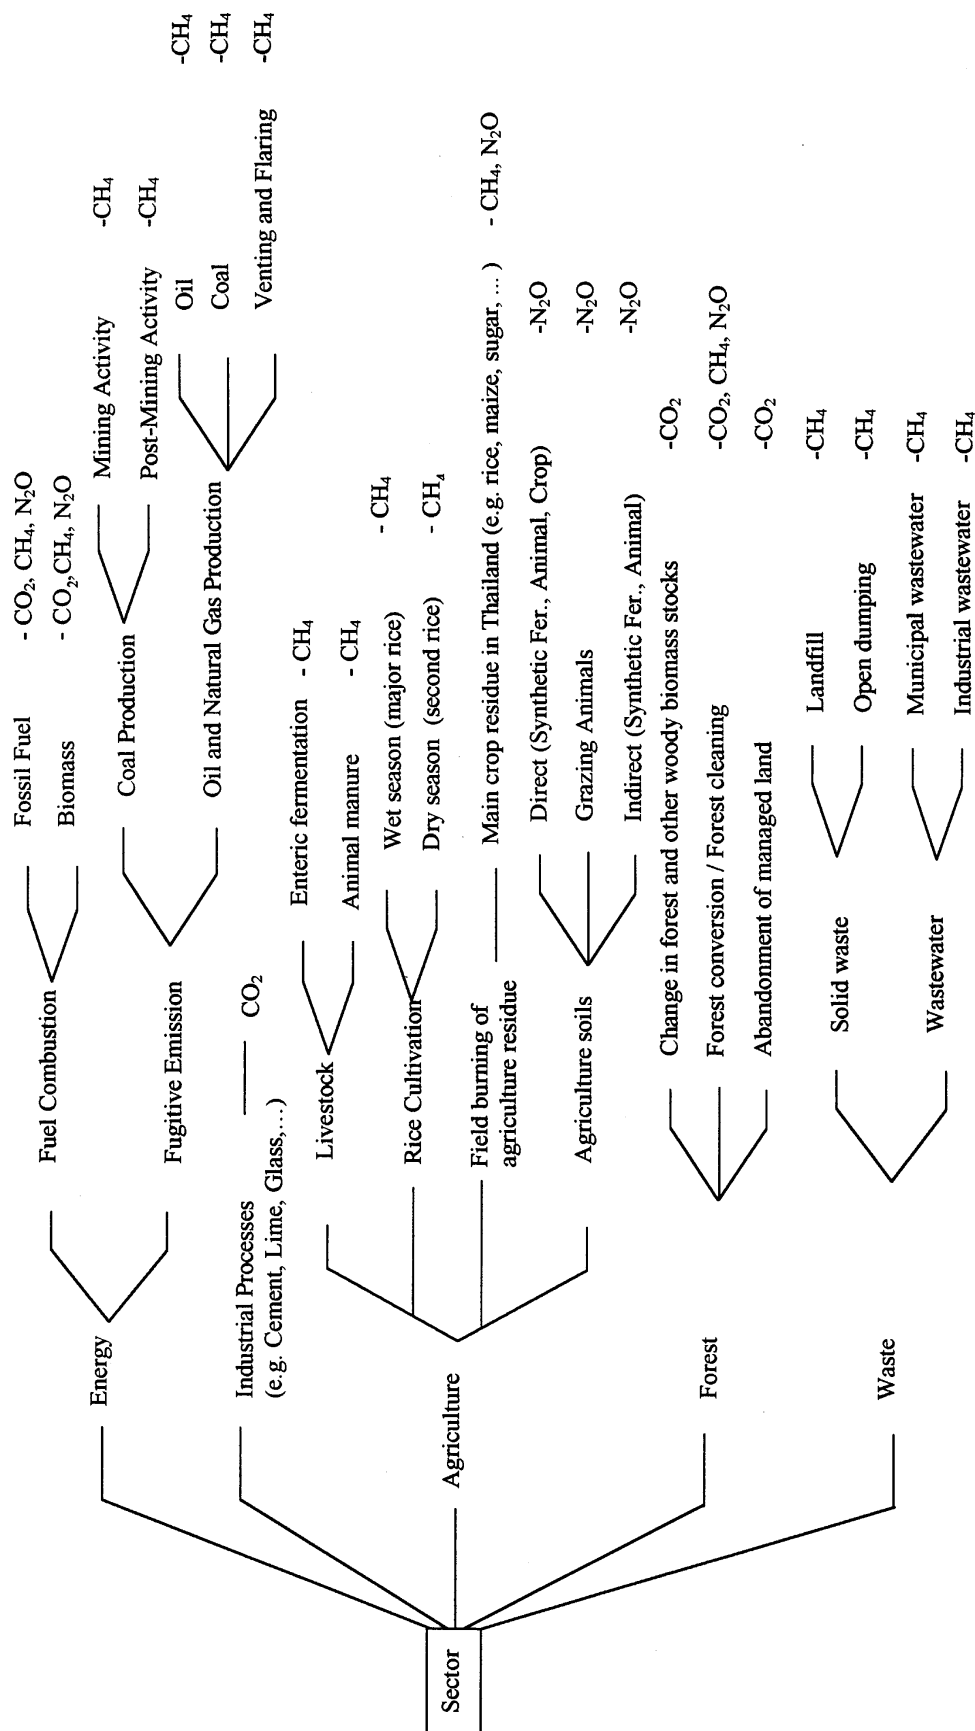 Sector
Energy
Fuel Combustion
Fossil Fuel - CO₂, CH₄, N₂O
Biomass - CO₂,CH₄, N₂O
Fugitive Emission
Coal Production
Mining Activity -CH₄
Post-Mining Activity -CH₄
Oil and Natural Gas Production
Oil -CH₄
Coal -CH₄
Venting and Flaring -CH₄
Industrial Processes CO₂
(e.g. Cement, Lime, Glass,...)
Agriculture
Livestock
Enteric fermentation - CH₄
Animal manure - CH₄
Rice Cultivation
Wet season (major rice) - CH₄
Dry season (second rice) - CH₄
Field burning of
agriculture residue
Main crop residue in Thailand (e.g. rice, maize, sugar, ...) - CH₄, N₂O
Agriculture soils
Direct (Synthetic Fer., Animal, Crop) -N₂O
Grazing Animals -N₂O
Indirect (Synthetic Fer., Animal) -N₂O
Forest
Change in forest and other woody biomass stocks -CO₂
Forest conversion / Forest cleaning -CO₂, CH₄, N₂O
Abandonment of managed land -CO₂
Waste
Solid waste
Landfill -CH₄
Open dumping -CH₄
Wastewater
Municipal wastewater -CH₄
Industrial wastewater -CH₄